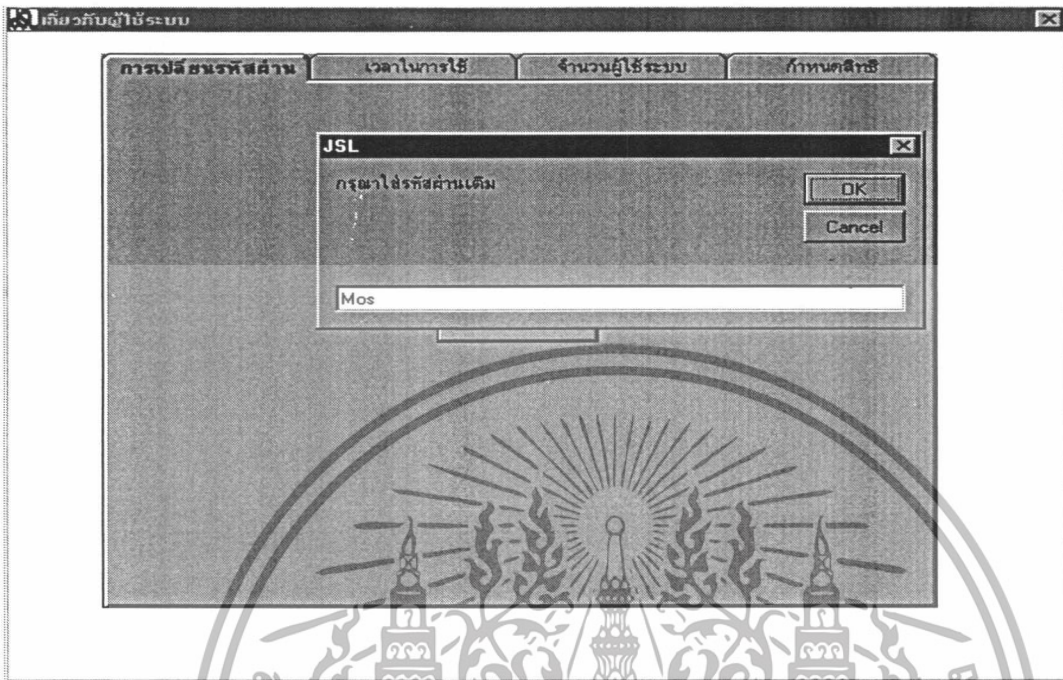 เกี่ยวกับผู้ใช้ระบบ
การเปลี่ยนรหัสผ่าน เวลาในการใช้ จำนวนผู้ใช้ระบบ กำหนดสิทธิ
JSL
กรุณาใส่รหัสผ่านเดิม
OK
Cancel
Mos